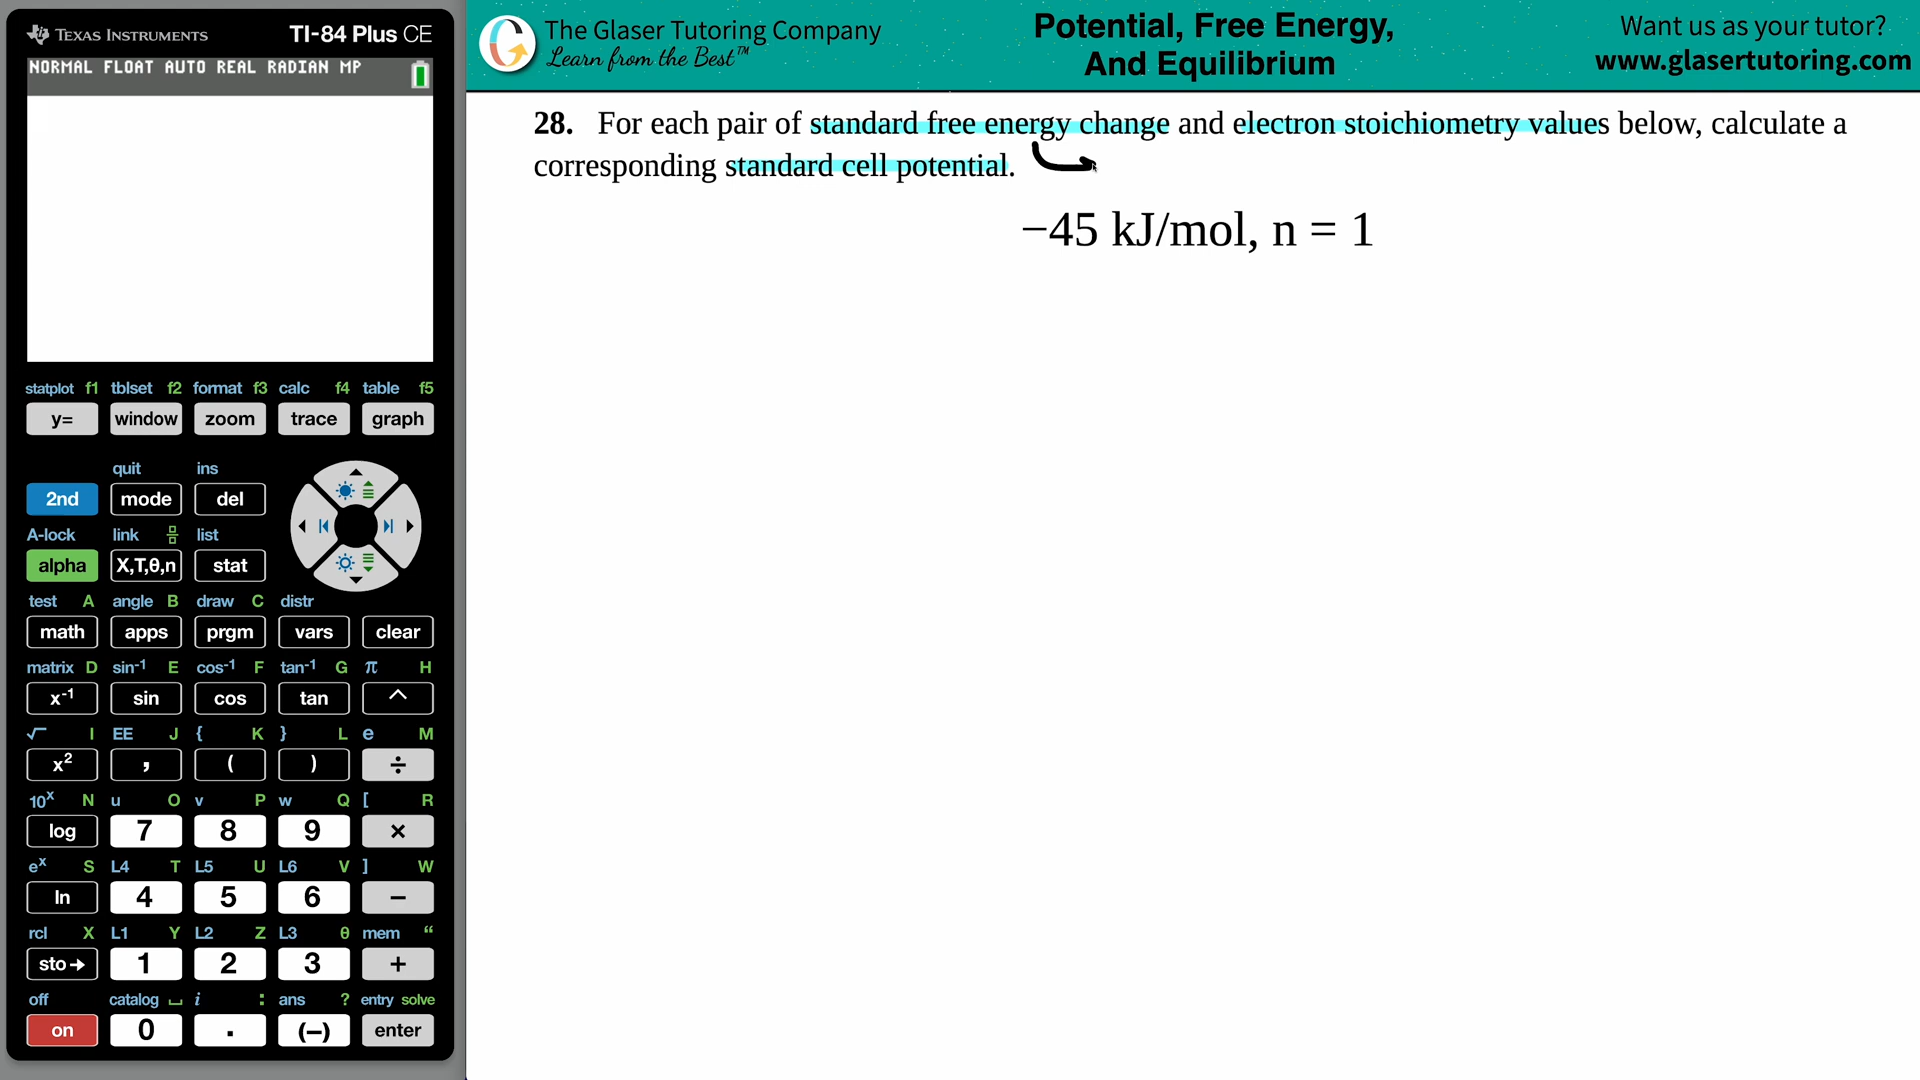 TEXAS INSTRUMENTS TI-84 Plus CE
NORMAL FLOAT AUTO REAL RADIAN MP
statplot f1 tblset f2 format f3 calc f4 table f5
y= window zoom trace graph
quit ins
2nd mode del
A-lock link list
alpha X,T,θ,n stat
test A angle B draw C distr
math apps prgm vars clear
matrix D sin⁻¹ E cos⁻¹ F tan⁻¹ G π H
x⁻¹ sin cos tan ^
√ I EE J { K } L e M
x² , ( ) ÷
10ˣ N u O v P w Q [ R
log 7 8 9 ×
eˣ S L4 T L5 U L6 V ] W
ln 4 5 6 −
rcl X L1 Y L2 Z L3 θ mem “
sto→ 1 2 3 +
off catalog ⎵ i : ans ? entry solve
on 0 . (−) enter
The Glaser Tutoring Company
Learn from the Best™
Potential, Free Energy,
And Equilibrium
Want us as your tutor?
www.glasertutoring.com
28. For each pair of standard free energy change and electron stoichiometry values below, calculate a
corresponding standard cell potential.
−45 kJ/mol, n = 1